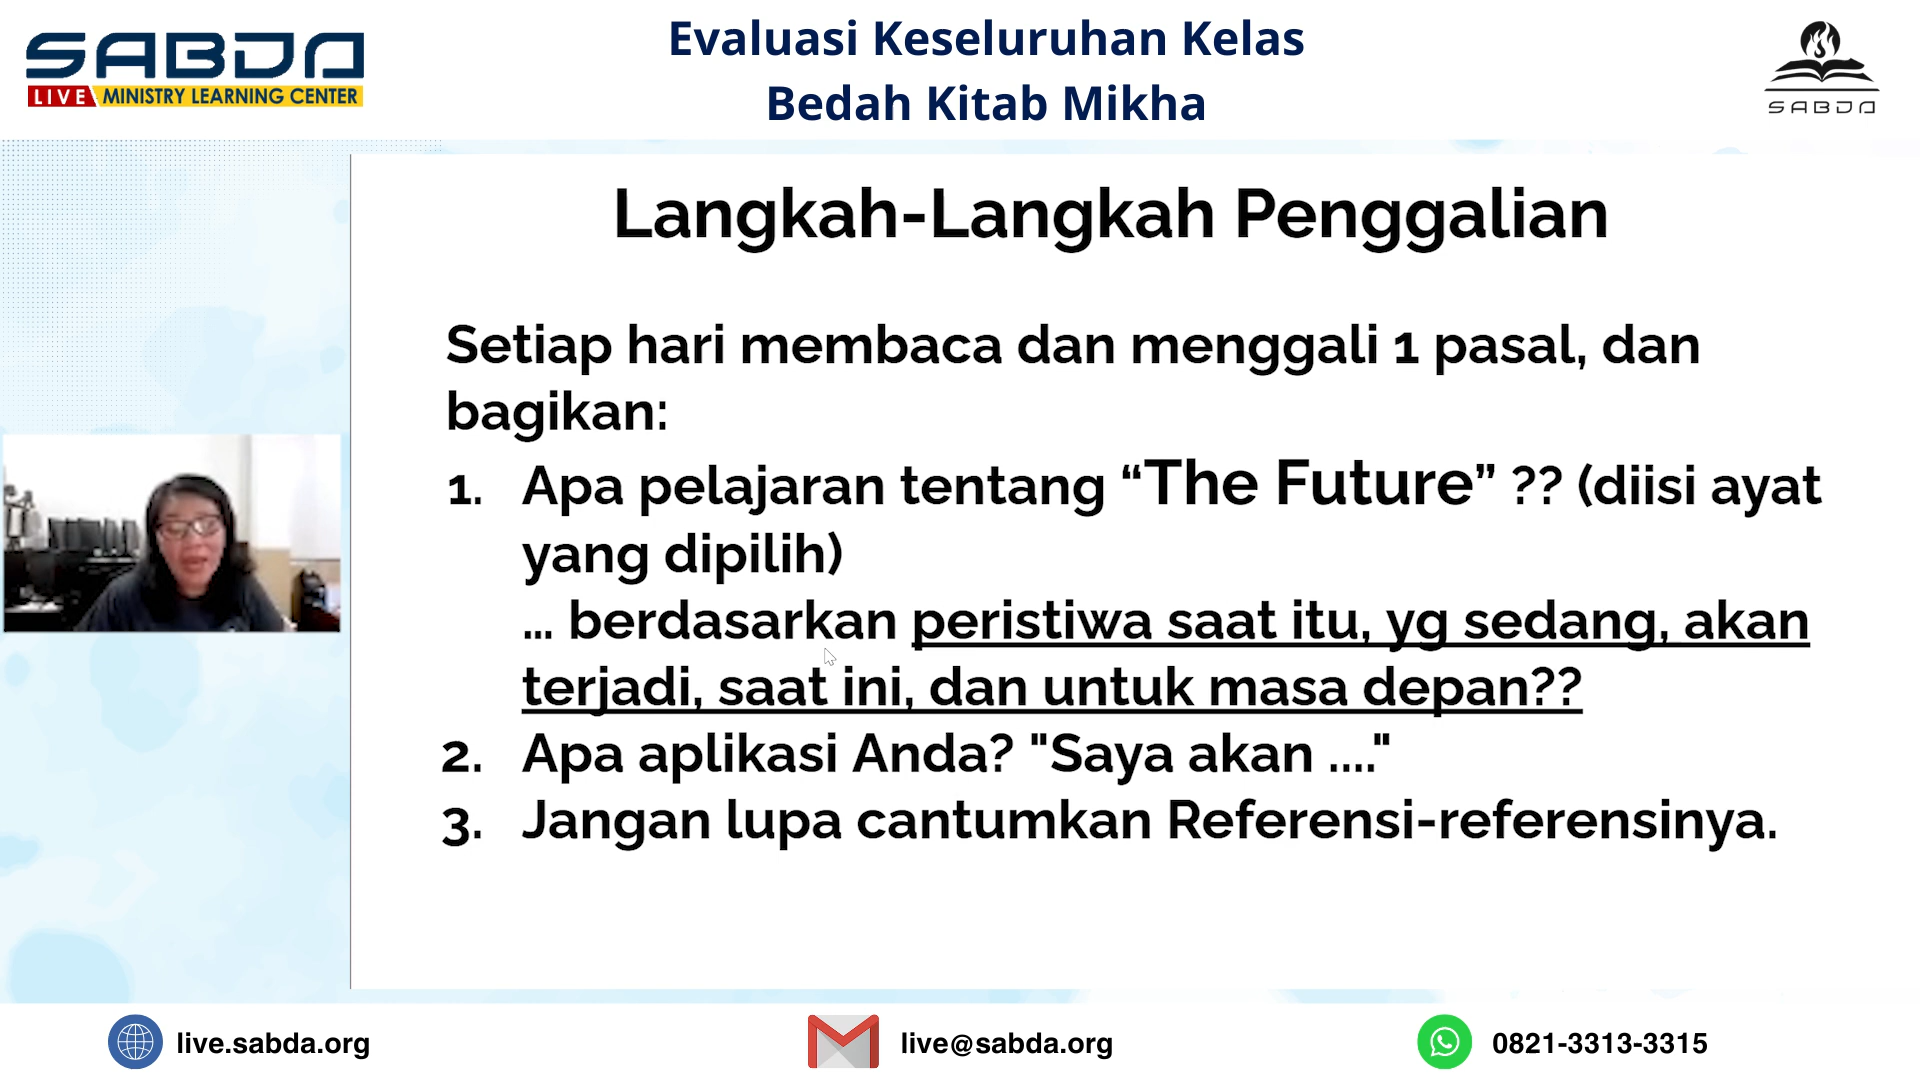 SABDA
LIVE MINISTRY LEARNING CENTER
Evaluasi Keseluruhan Kelas
Bedah Kitab Mikha
SABDA
Langkah-Langkah Penggalian
Setiap hari membaca dan menggali 1 pasal, dan
bagikan:
1. Apa pelajaran tentang “The Future” ?? (diisi ayat
yang dipilih)
... berdasarkan peristiwa saat itu, yg sedang, akan
terjadi, saat ini, dan untuk masa depan??
2. Apa aplikasi Anda? "Saya akan ...."
3. Jangan lupa cantumkan Referensi-referensinya.
live.sabda.org
live@sabda.org
0821-3313-3315